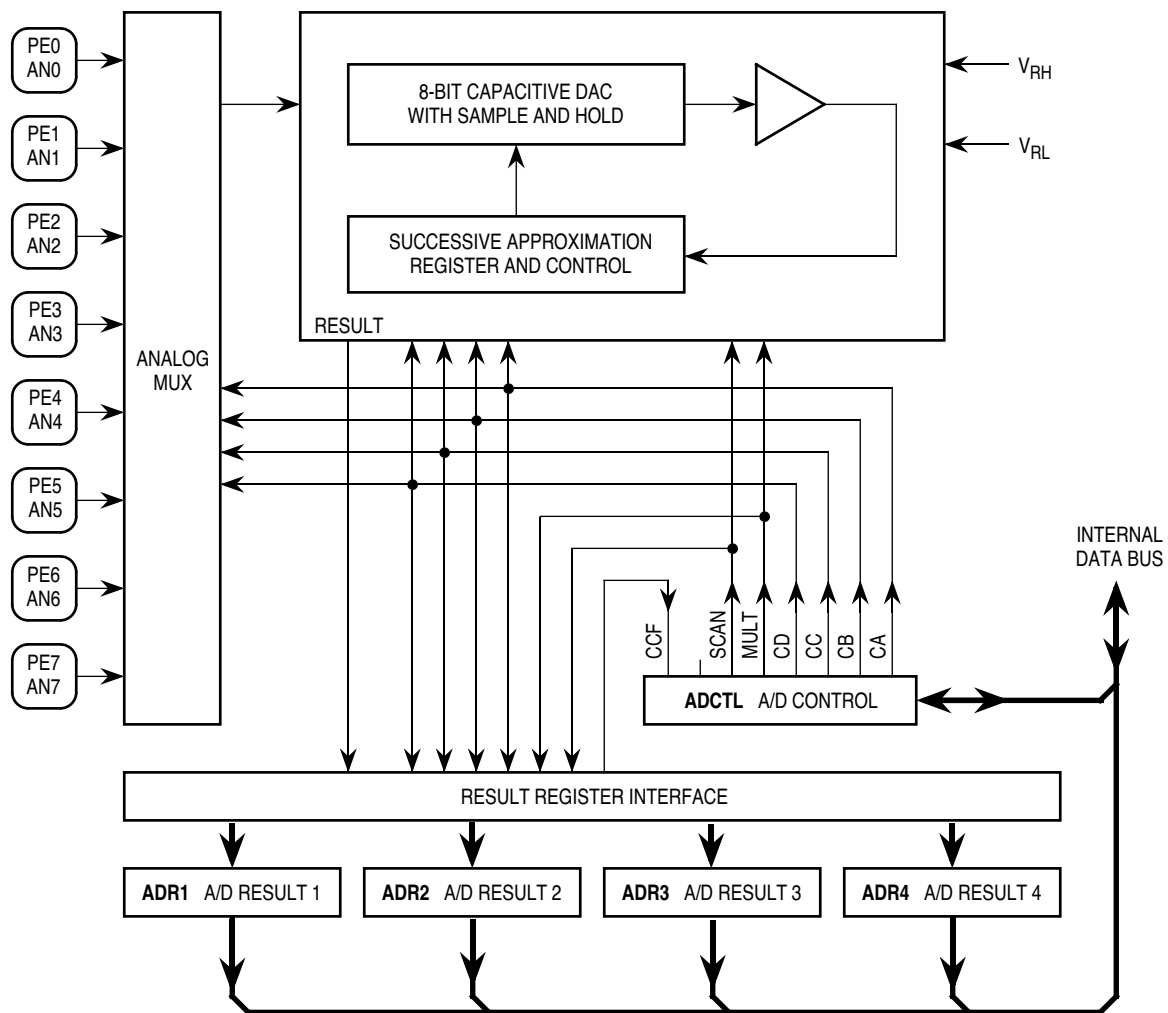 PE0
AN0
PE1
AN1
PE2
AN2
PE3
AN3
PE4
AN4
PE5
AN5
PE6
AN6
PE7
AN7
ANALOG
MUX
8-BIT CAPACITIVE DAC
WITH SAMPLE AND HOLD
SUCCESSIVE APPROXIMATION
REGISTER AND CONTROL
RESULT
VRH
VRL
INTERNAL
DATA BUS
CCF
SCAN
MULT
CD
CC
CB
CA
ADCTL A/D CONTROL
RESULT REGISTER INTERFACE
ADR1 A/D RESULT 1
ADR2 A/D RESULT 2
ADR3 A/D RESULT 3
ADR4 A/D RESULT 4